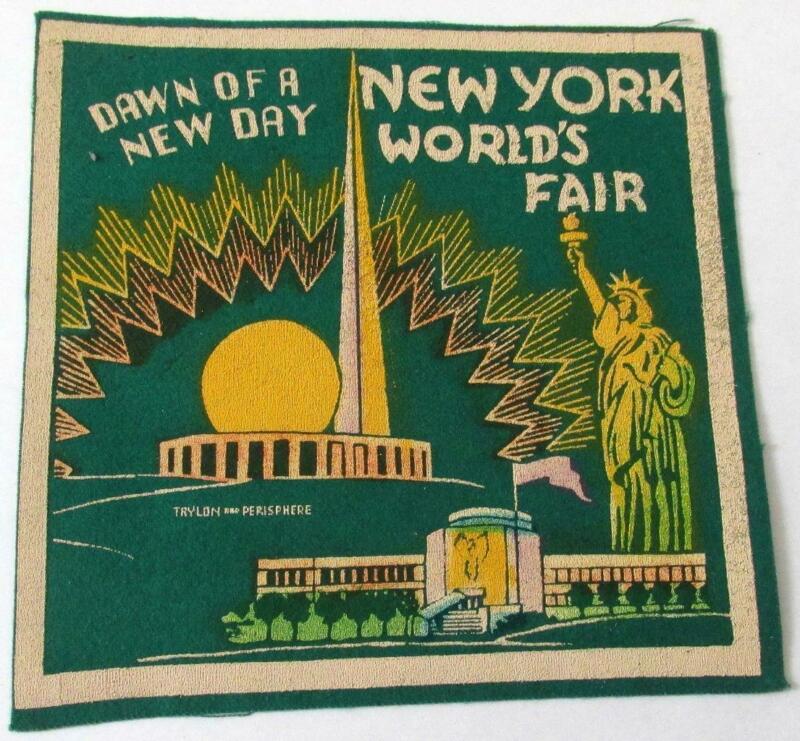 DAWN OF A
NEW DAY
NEW YORK
WORLD'S
FAIR
TRYLON AND PERISPHERE